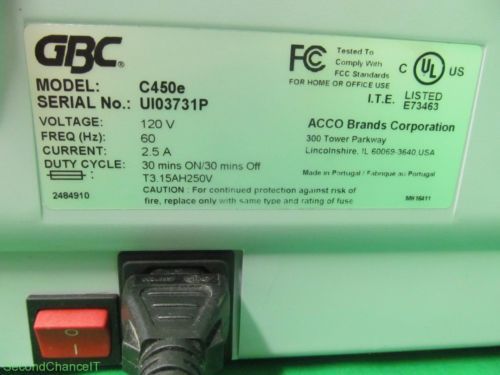 GBC®
MODEL: C450e
SERIAL No.: UI03731P
VOLTAGE: 120 V
FREQ (Hz): 60
CURRENT: 2.5 A
DUTY CYCLE: 30 mins ON/30 mins Off
T3.15AH250V
2484910
CAUTION : For continued protection against risk of
fire, replace only with same type and rating of fuse
FC
Tested To
Comply With
FCC Standards
FOR HOME OR OFFICE USE
C UL US
LISTED
I.T.E. E73463
ACCO Brands Corporation
300 Tower Parkway
Lincolnshire, IL 60069-3640 USA
Made in Portugal / Fabrique au Portugal
SecondChanceIT